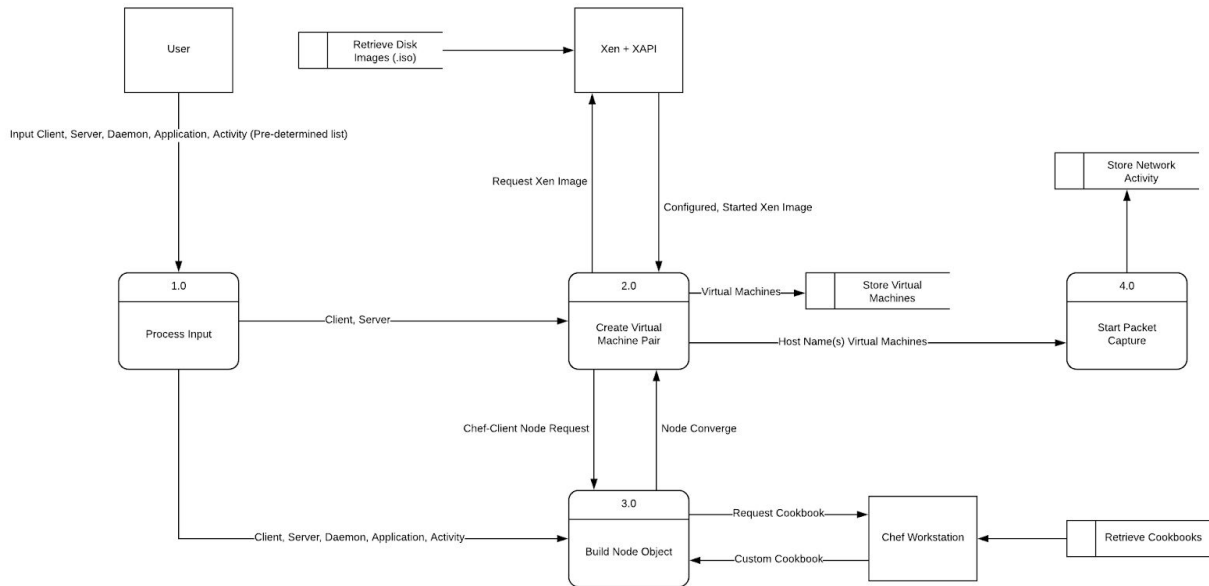 User
Retrieve Disk
Images (.iso)
Xen + XAPI
Input Client, Server, Daemon, Application, Activity (Pre-determined list)
Store Network
Activity
Request Xen Image
Configured, Started Xen Image
1.0
Process Input
Client, Server
2.0
Create Virtual
Machine Pair
Virtual Machines
Store Virtual
Machines
Host Name(s) Virtual Machines
4.0
Start Packet
Capture
Chef-Client Node Request
Node Converge
3.0
Build Node Object
Client, Server, Daemon, Application, Activity
Request Cookbook
Custom Cookbook
Chef Workstation
Retrieve Cookbooks